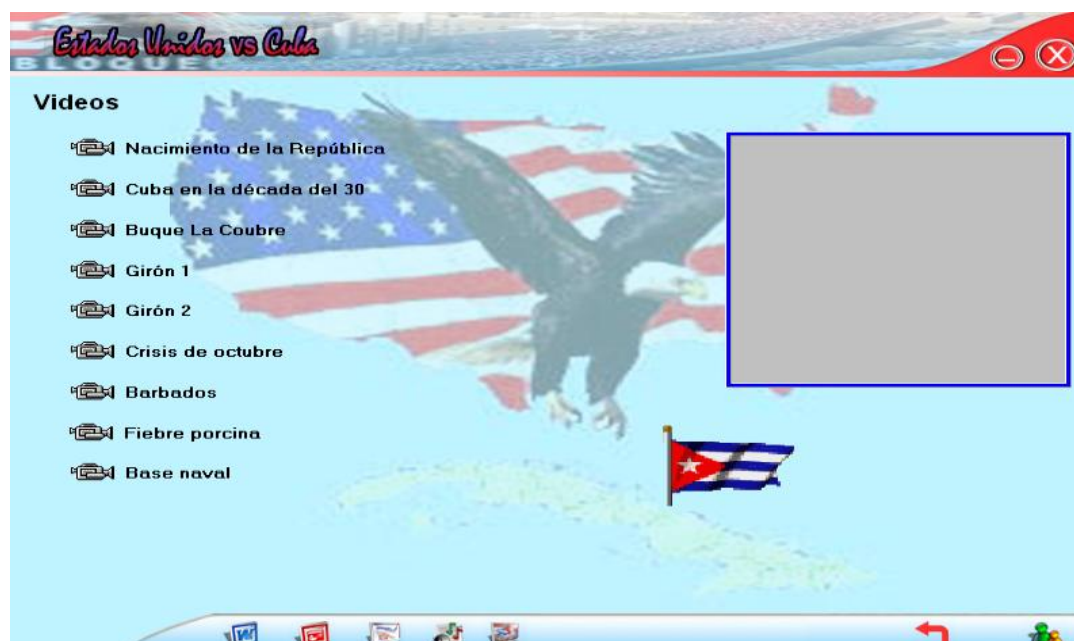 Estados Unidos vs Cuba
BLOQUE
Videos
Nacimiento de la República
Cuba en la década del 30
Buque La Coubre
Girón 1
Girón 2
Crisis de octubre
Barbados
Fiebre porcina
Base naval